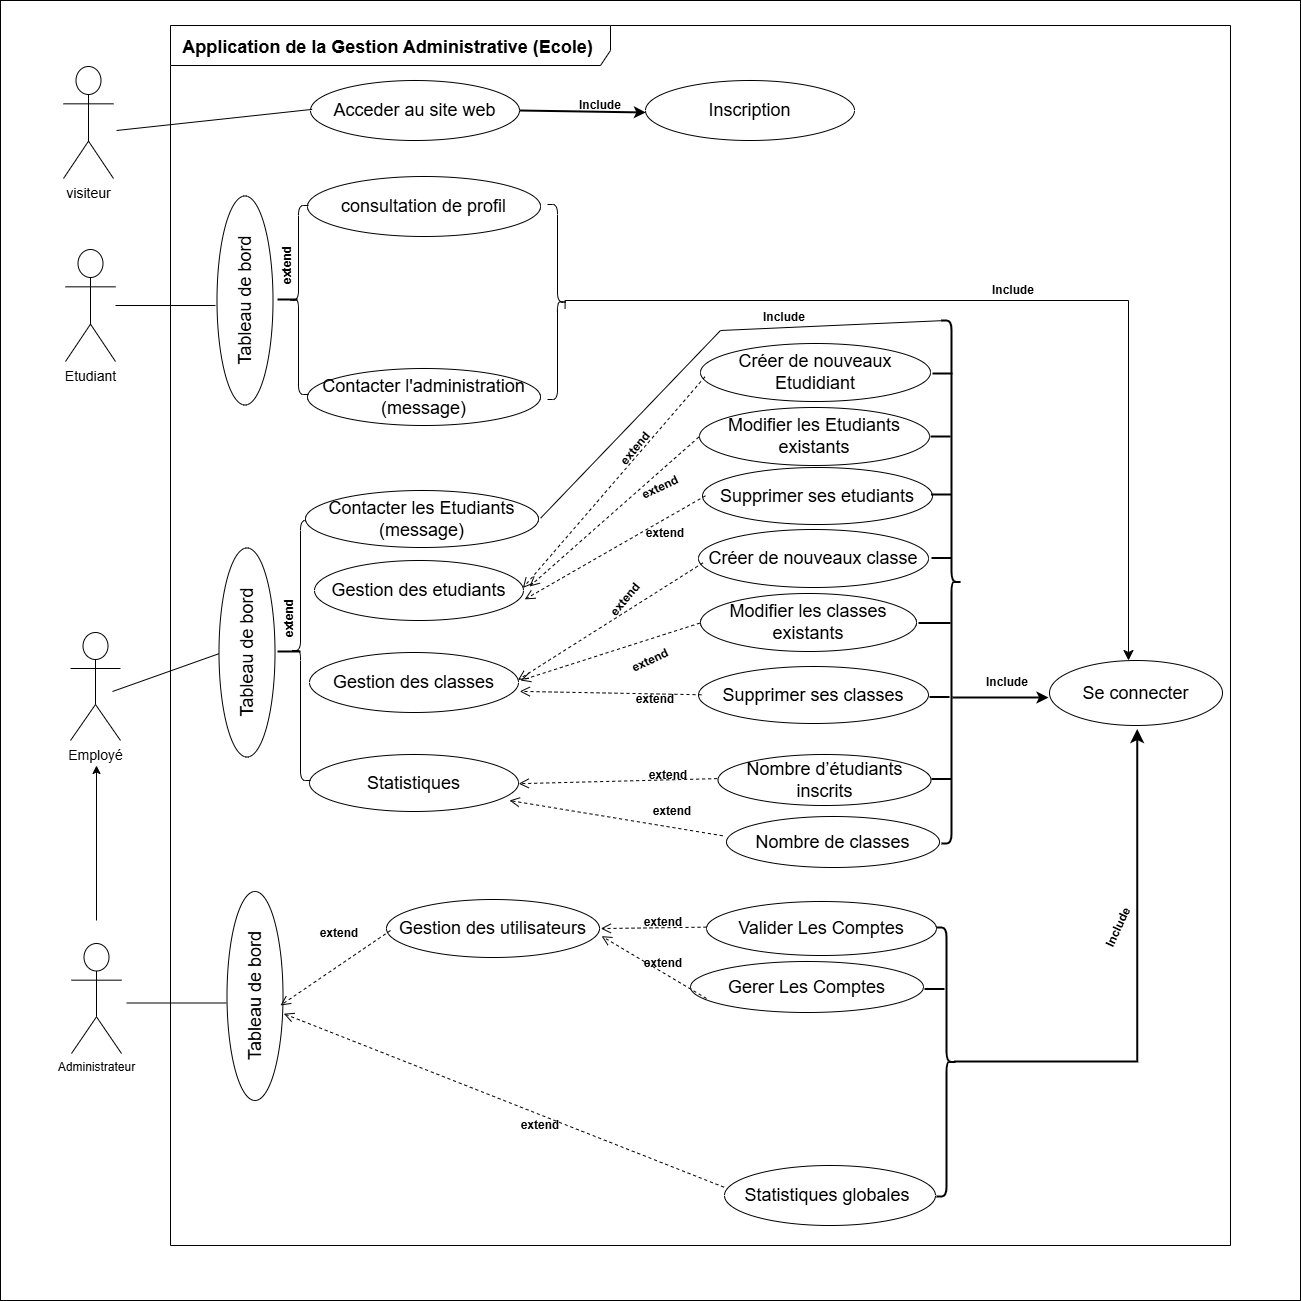 Application de la Gestion Administrative (Ecole)
Acceder au site web
Include
Inscription
visiteur
consultation de profil
Tableau de bord
extend
Etudiant
Contacter l'administration
(message)
Include
Include
Créer de nouveaux
Etudidiant
Modifier les Etudiants
existants
extend
Supprimer ses etudiants
extend
Contacter les Etudiants
(message)
extend
Créer de nouveaux classe
Gestion des etudiants
Modifier les classes
existants
extend
Tableau de bord
extend
Employé
Gestion des classes
extend
Supprimer ses classes
extend
Include
Se connecter
Statistiques
extend
Nombre d’étudiants
inscrits
extend
Nombre de classes
Gestion des utilisateurs
extend
extend
Valider Les Comptes
extend
Gerer Les Comptes
Include
Tableau de bord
Administrateur
extend
Statistiques globales